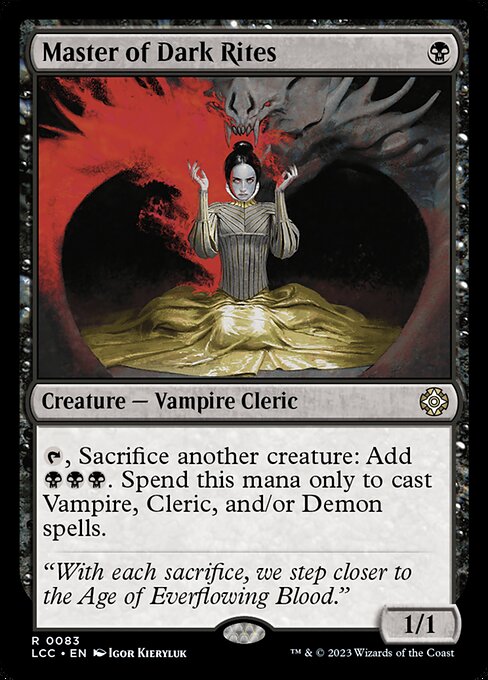 Master of Dark Rites
Creature — Vampire Cleric
, Sacrifice another creature: Add
. Spend this mana only to cast
Vampire, Cleric, and/or Demon
spells.
“With each sacrifice, we step closer to
the Age of Everflowing Blood.”
1/1
R 0083
LCC • EN Igor Kieryluk
™ & © 2023 Wizards of the Coast